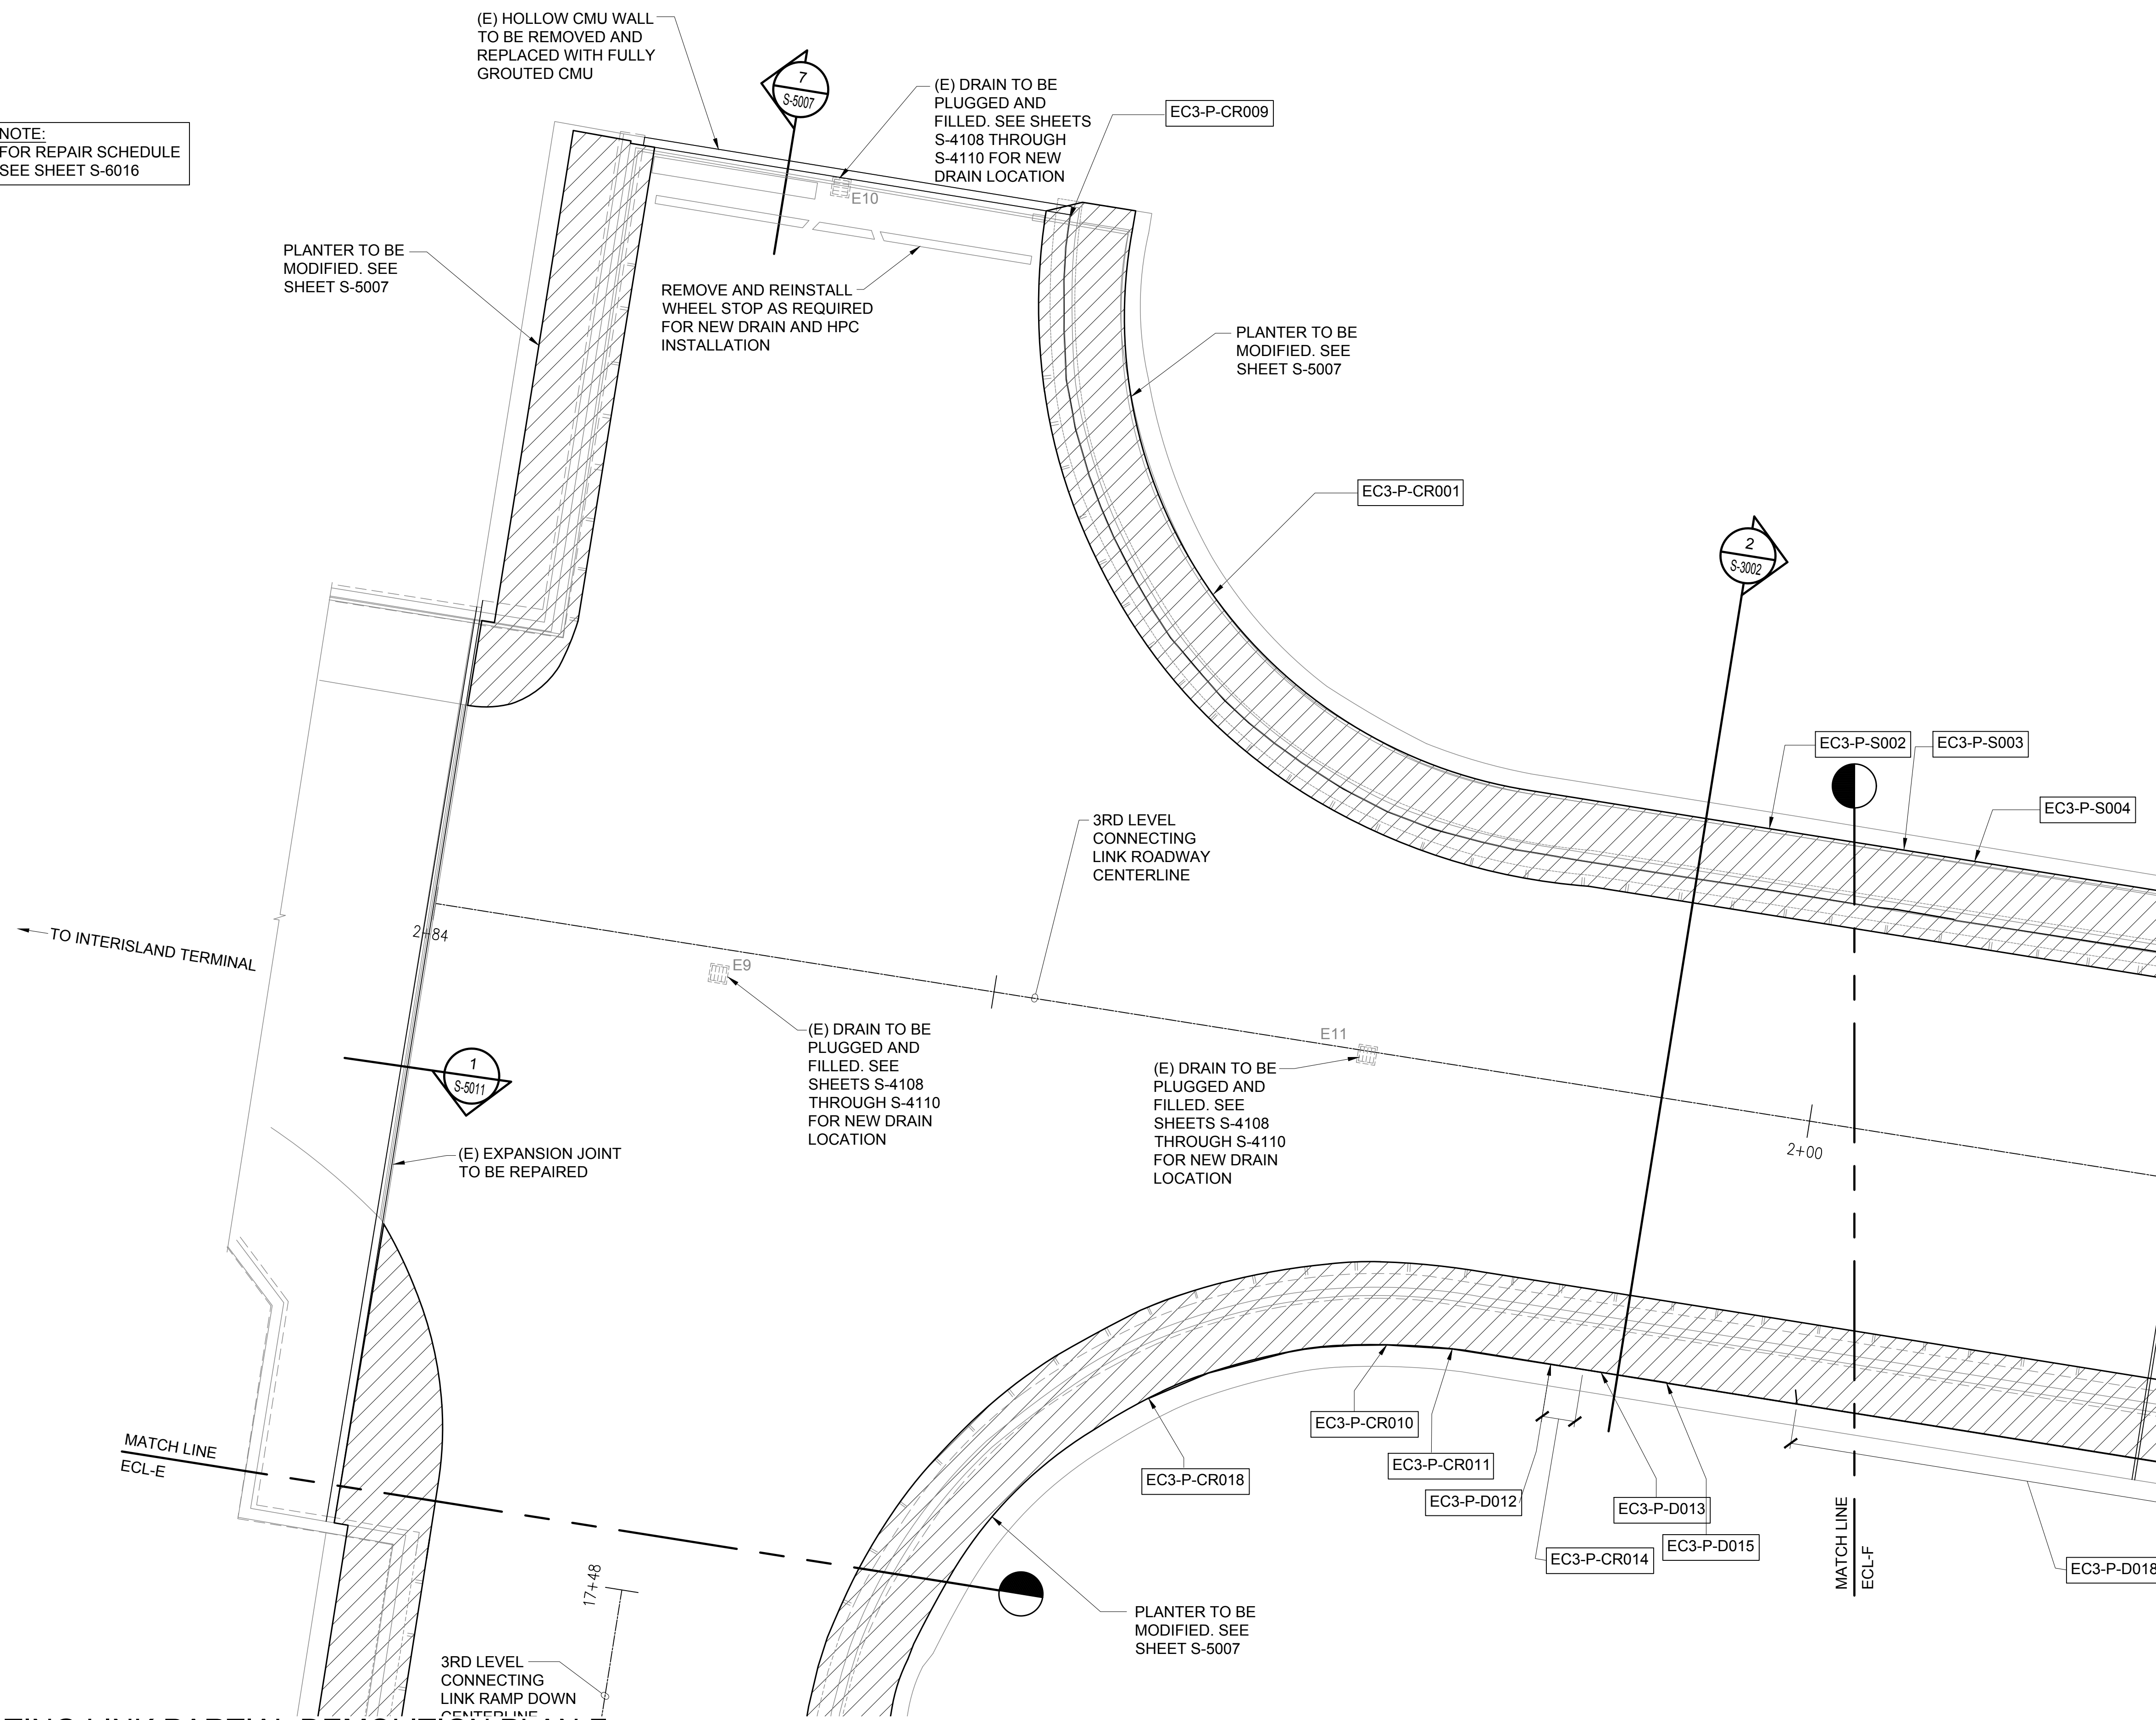 (E) HOLLOW CMU WALL
TO BE REMOVED AND
REPLACED WITH FULLY
GROUTED CMU
7
S-5007
(E) DRAIN TO BE
PLUGGED AND
FILLED. SEE SHEETS
S-4108 THROUGH
S-4110 FOR NEW
DRAIN LOCATION
EC3-P-CR009
NOTE:
FOR REPAIR SCHEDULE
SEE SHEET S-6016
E10
PLANTER TO BE
MODIFIED. SEE
SHEET S-5007
REMOVE AND REINSTALL
WHEEL STOP AS REQUIRED
FOR NEW DRAIN AND HPC
INSTALLATION
PLANTER TO BE
MODIFIED. SEE
SHEET S-5007
EC3-P-CR001
2
S-3002
EC3-P-S002
EC3-P-S003
EC3-P-S004
3RD LEVEL
CONNECTING
LINK ROADWAY
CENTERLINE
TO INTERISLAND TERMINAL
2+84
E9
(E) DRAIN TO BE
PLUGGED AND
FILLED. SEE
SHEETS S-4108
THROUGH S-4110
FOR NEW DRAIN
LOCATION
E11
(E) DRAIN TO BE
PLUGGED AND
FILLED. SEE
SHEETS S-4108
THROUGH S-4110
FOR NEW DRAIN
LOCATION
1
S-5011
(E) EXPANSION JOINT
TO BE REPAIRED
2+00
EC3-P-CR010
EC3-P-CR011
EC3-P-CR018
EC3-P-D012
EC3-P-D013
EC3-P-D015
EC3-P-CR014
EC3-P-D018
MATCH LINE
ECL-E
MATCH LINE
ECL-F
17+48
PLANTER TO BE
MODIFIED. SEE
SHEET S-5007
3RD LEVEL
CONNECTING
LINK RAMP DOWN
CENTERLINE
LINK PARTIAL DEMOLITION PLAN